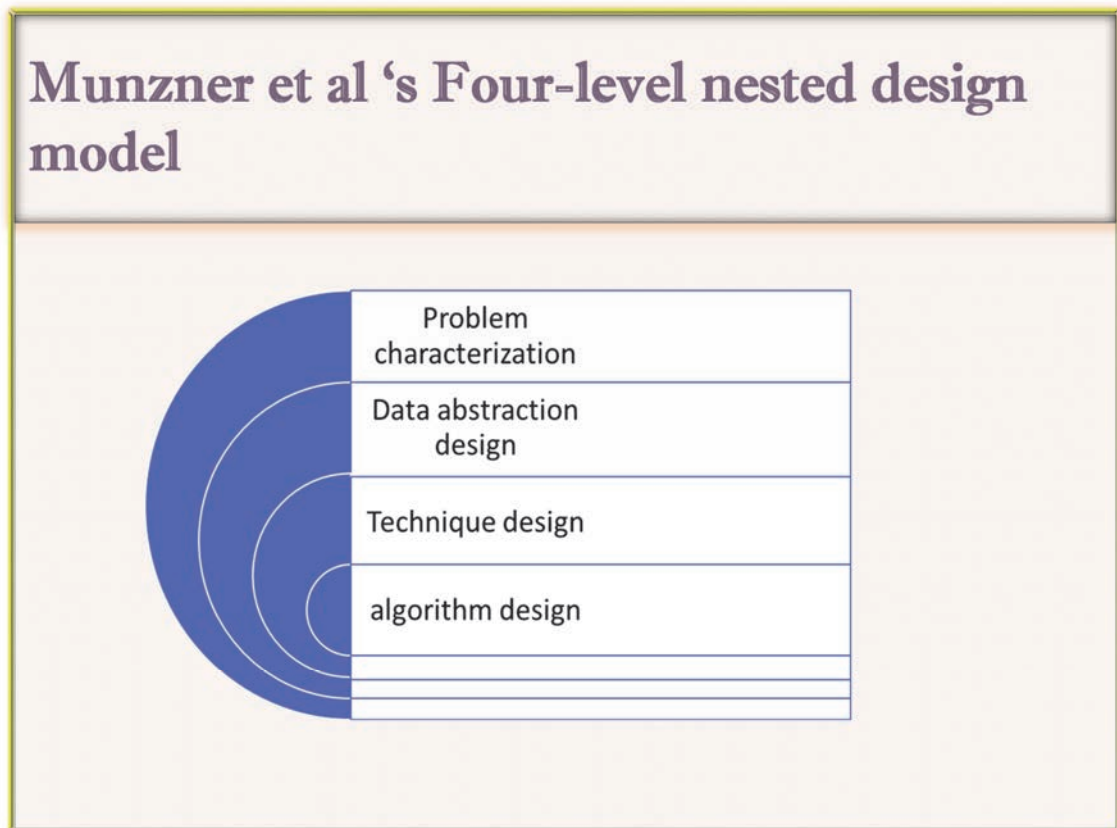 Munzner et al ‘s Four-level nested design
model
Problem
characterization
Data abstraction
design
Technique design
algorithm design